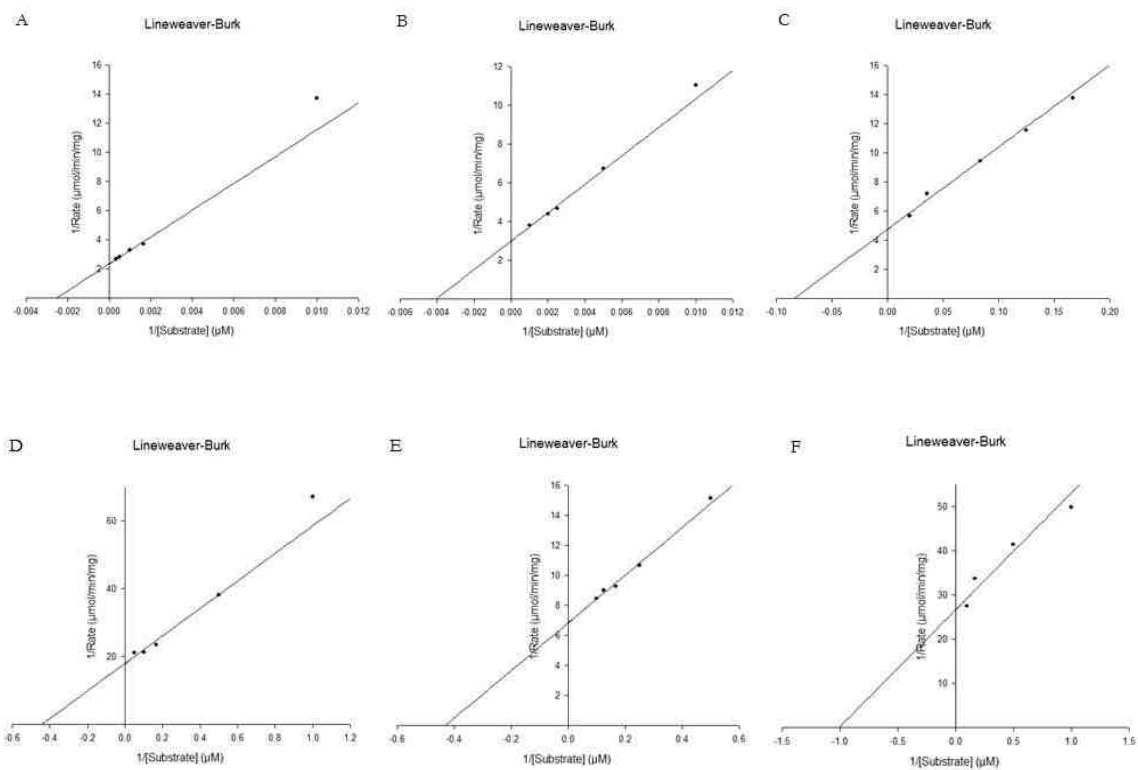 A
Lineweaver-Burk
16
14
12
10
8
6
4
2
1/Rate (µmol/min/mg)
-0.004 -0.002 0.000 0.002 0.004 0.006 0.008 0.010 0.012
1/[Substrate] (µM)
B
Lineweaver-Burk
12
10
8
6
4
2
1/Rate (µmol/min/mg)
-0.006 -0.004 -0.002 0.000 0.002 0.004 0.006 0.008 0.010 0.012
1/[Substrate] (µM)
C
Lineweaver-Burk
16
14
12
10
8
6
4
2
1/Rate (µmol/min/mg)
-0.10 -0.05 0.00 0.05 0.10 0.15 0.20
1/[Substrate] (µM)
D
Lineweaver-Burk
60
40
20
1/Rate (µmol/min/mg)
-0.6 -0.4 -0.2 0.0 0.2 0.4 0.6 0.8 1.0 1.2
1/[Substrate] (µM)
E
Lineweaver-Burk
16
14
12
10
8
6
4
2
1/Rate (µmol/min/mg)
-0.6 -0.4 -0.2 0.0 0.2 0.4 0.6
1/[Substrate] (µM)
F
Lineweaver-Burk
50
40
30
20
10
1/Rate (µmol/min/mg)
-1.5 -1.0 -0.5 0.0 0.5 1.0 1.5
1/[Substrate] (µM)